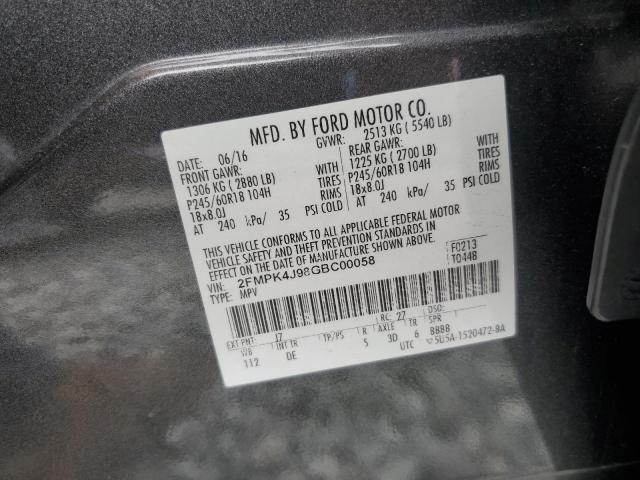 MFD. BY FORD MOTOR CO.
DATE: 06/16 GVWR: 2513 KG ( 5540 LB)
FRONT GAWR: REAR GAWR:
1306 KG ( 2880 LB) WITH 1225 KG ( 2700 LB) WITH
P245/60R18 104H TIRES P245/60R18 104H TIRES
18x8.0J RIMS 18x8.0J RIMS
AT 240 kPa/ 35 PSI COLD AT 240 kPa/ 35 PSI COLD
THIS VEHICLE CONFORMS TO ALL APPLICABLE FEDERAL MOTOR
VEHICLE SAFETY AND THEFT PREVENTION STANDARDS IN
EFFECT ON THE DATE OF MANUFACTURE SHOWN ABOVE.
VIN: 2FMPK4J98GBC00058 F0213
MPV T0448
EXT PNT: J7 RC: 27 DSO:
WB INT TR TP/PS R AXLE TR SPR
112 DE 5 3D 6 BBBB
UTC 5U5A-1520472-BA